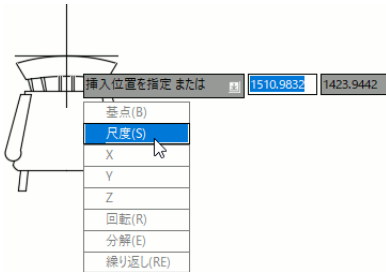 挿入位置を指定 または 1510.9832 1423.9442
基点(B)
尺度(S)
X
Y
Z
回転(R)
分解(E)
繰り返し(RE)